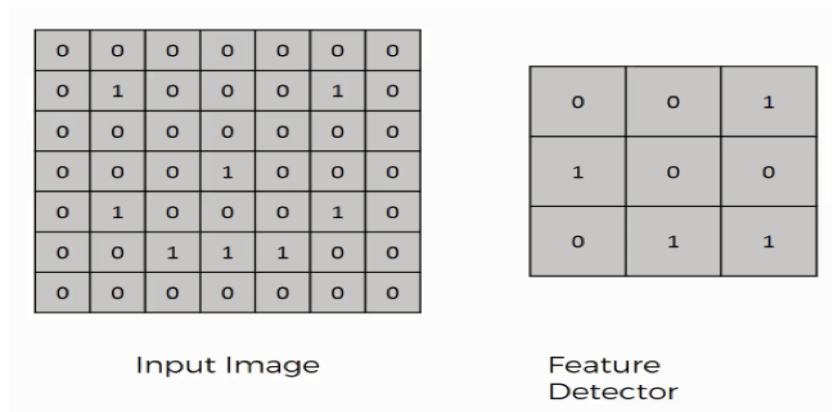 0 0 0 0 0 0 0
0 1 0 0 0 1 0
0 0 0 0 0 0 0
0 0 0 1 0 0 0
0 1 0 0 0 1 0
0 0 1 1 1 0 0
0 0 0 0 0 0 0
Input Image
0 0 1
1 0 0
0 1 1
Feature
Detector